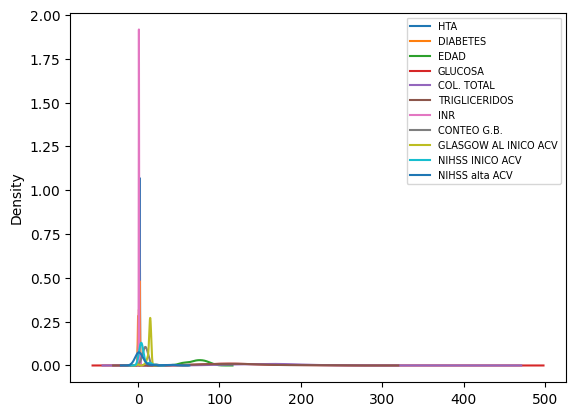 2.00
1.75
1.50
1.25
1.00
0.75
0.50
0.25
0.00
Density
0
100
200
300
400
500
HTA
DIABETES
EDAD
GLUCOSA
COL. TOTAL
TRIGLICERIDOS
INR
CONTEO G.B.
GLASGOW AL INICO ACV
NIHSS INICO ACV
NIHSS alta ACV